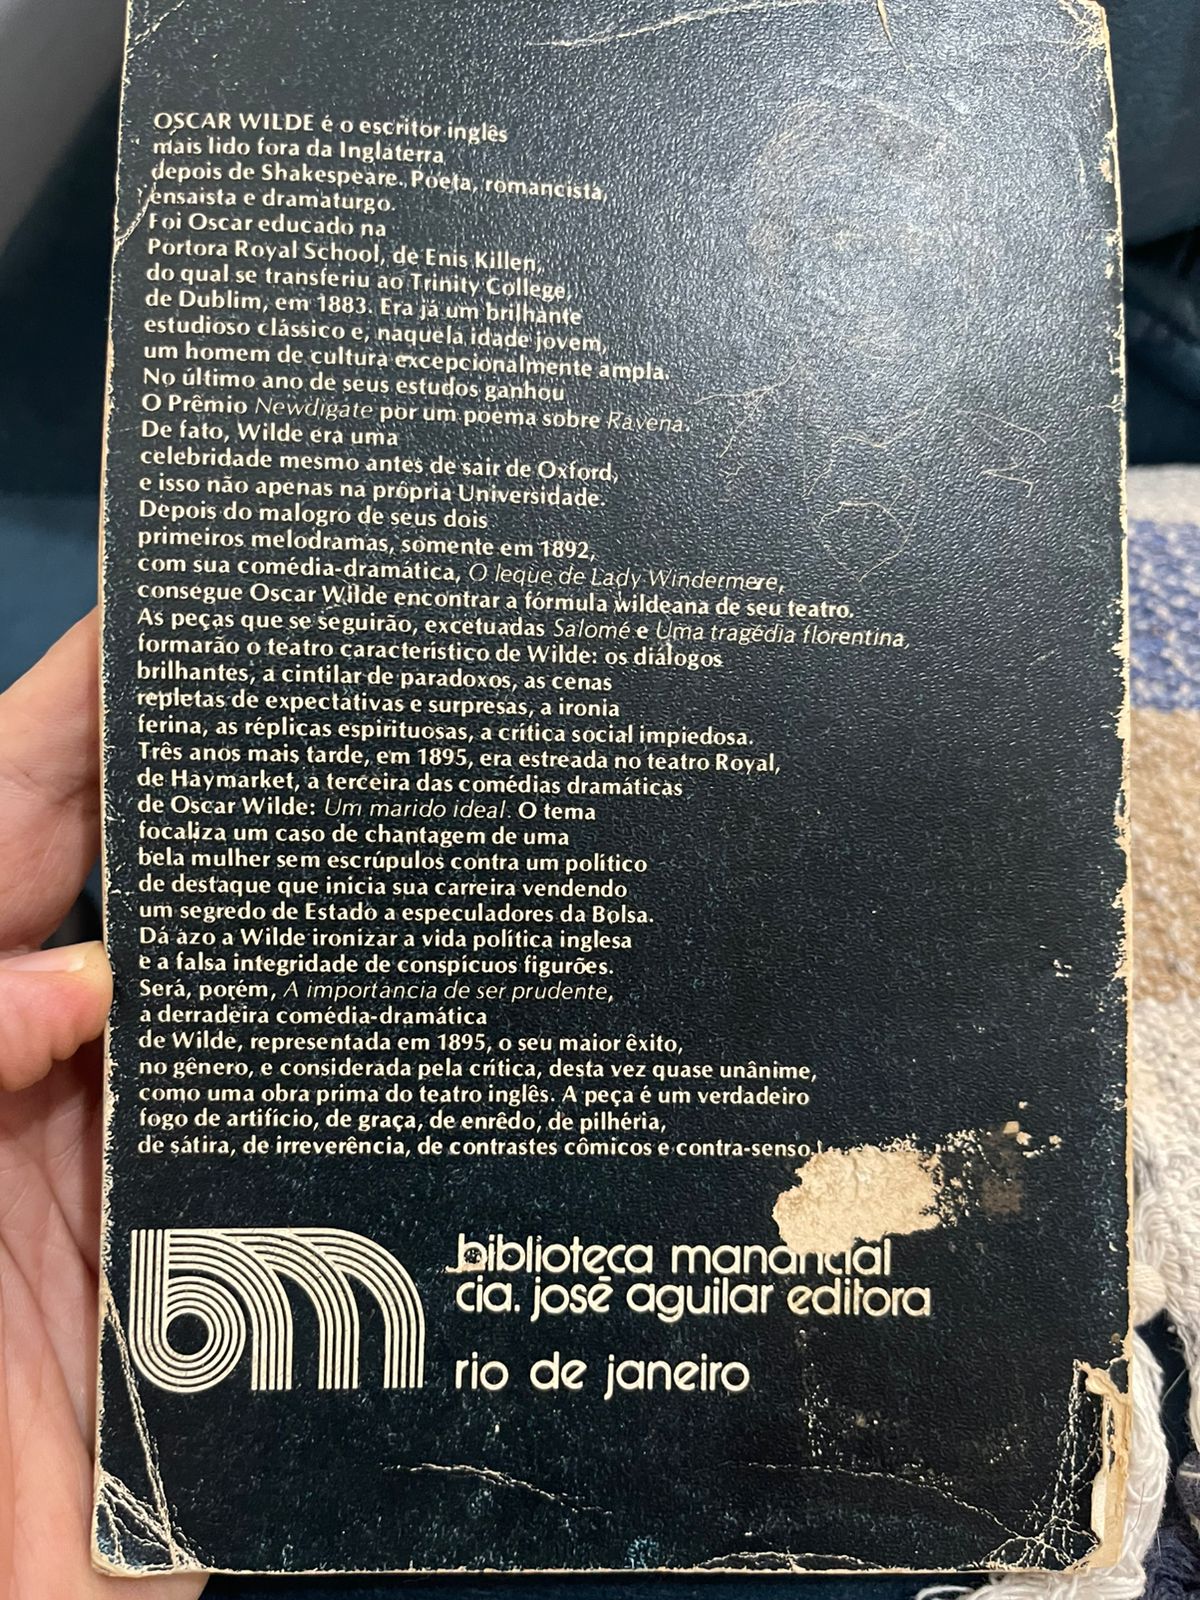 OSCAR WILDE é o escritor inglês
mais lido fora da Inglaterra
depois de Shakespeare. Poeta, romancista,
ensaista e dramaturgo.
Foi Oscar educado na
Portora Royal School, de Enis Killen,
do qual se transferiu ao Trinity College,
de Dublim, em 1883. Era já um brilhante
estudioso clássico e, naquela idade jovem,
um homem de cultura excepcionalmente ampla.
No último ano de seus estudos ganhou
O Prêmio Newdigate por um poema sobre Ravena.
De fato, Wilde era uma
celebridade mesmo antes de sair de Oxford,
e isso não apenas na própria Universidade.
Depois do malogro de seus dois
primeiros melodramas, somente em 1892,
com sua comédia-dramática, O leque de Lady Windermere,
consegue Oscar Wilde encontrar a fórmula wildeana de seu teatro.
As peças que se seguirão, excetuadas Salomé e Uma tragédia florentina,
formarão o teatro característico de Wilde: os diálogos
brilhantes, a cintilar de paradoxos, as cenas
repletas de expectativas e surpresas, a ironia
ferina, as réplicas espirituosas, a crítica social impiedosa.
Três anos mais tarde, em 1895, era estreada no teatro Royal,
de Haymarket, a terceira das comédias dramáticas
de Oscar Wilde: Um marido ideal. O tema
focaliza um caso de chantagem de uma
bela mulher sem escrúpulos contra um político
de destaque que inicia sua carreira vendendo
um segredo de Estado a especuladores da Bolsa.
Dá azo a Wilde ironizar a vida política inglesa
e a falsa integridade de conspícuos figurões.
Será, porém, A importância de ser prudente,
a derradeira comédia-dramática
de Wilde, representada em 1895, o seu maior êxito,
no gênero, e considerada pela crítica, desta vez quase unânime,
como uma obra prima do teatro inglês. A peça é um verdadeiro
fogo de artifício, de graça, de enrêdo, de pilhéria,
de sátira, de irreverência, de contrastes cômicos e contra-senso.
bm
biblioteca manancial
cia. josé aguilar editora
rio de janeiro